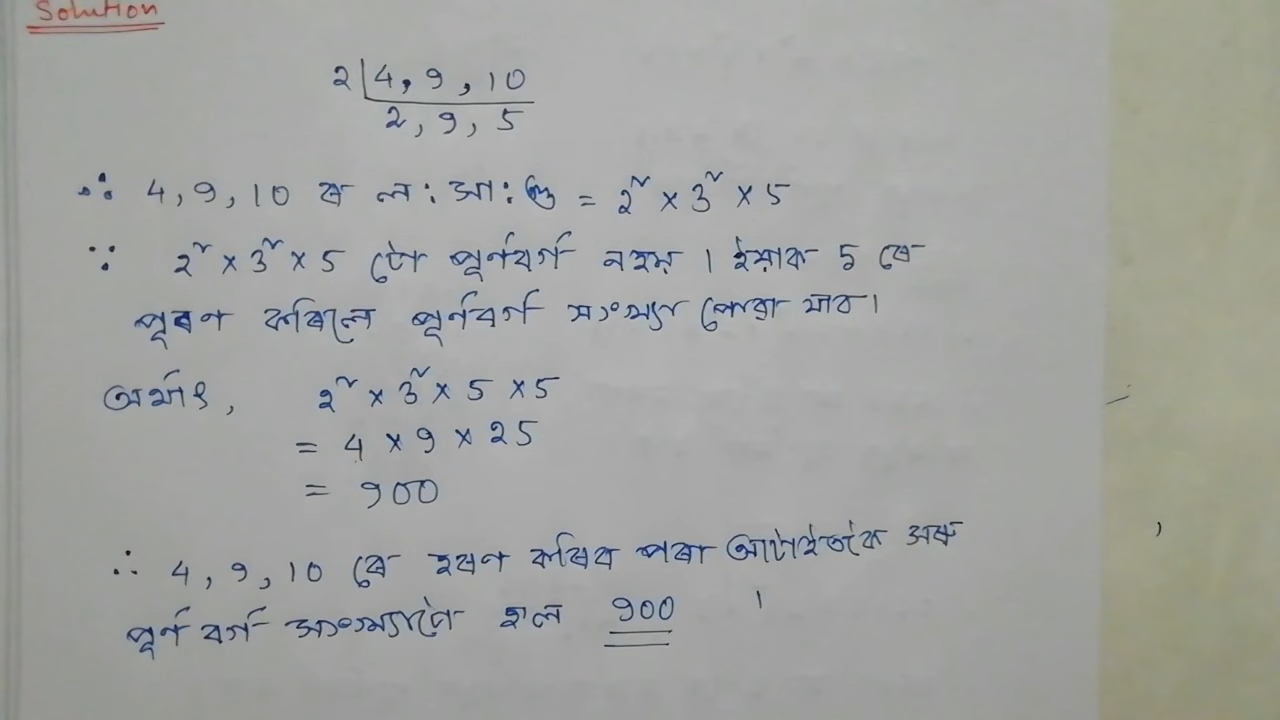 Solution
2 | 4, 9, 10
2, 9, 5
∴ 4, 9, 10 ৰ ল: সা: গু = 2² × 3² × 5
∵ 2² × 3² × 5 টো পূৰ্ণবৰ্গ নহয় । ইয়াক 5 ৰে
পূৰণ কৰিলে পূৰ্ণবৰ্গ সংখ্যা পোৱা যাব।
অৰ্থাৎ, 2² × 3² × 5 × 5
= 4 × 9 × 25
= 900
∴ 4, 9, 10 ৰে হৰণ কৰিব পৰা আটাইতকৈ সৰু
পূৰ্ণ বৰ্গ সংখ্যাটো হ'ল 900 ।